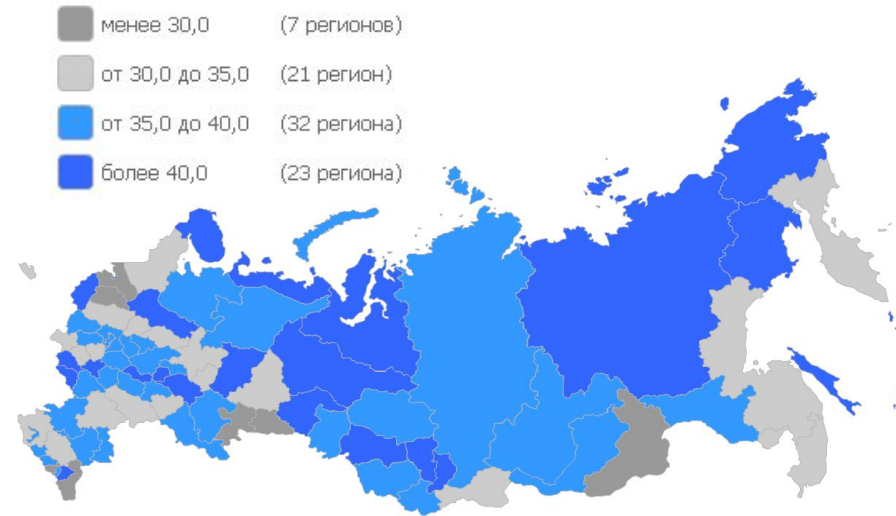 менее 30,0 (7 регионов)
от 30,0 до 35,0 (21 регион)
от 35,0 до 40,0 (32 региона)
более 40,0 (23 региона)